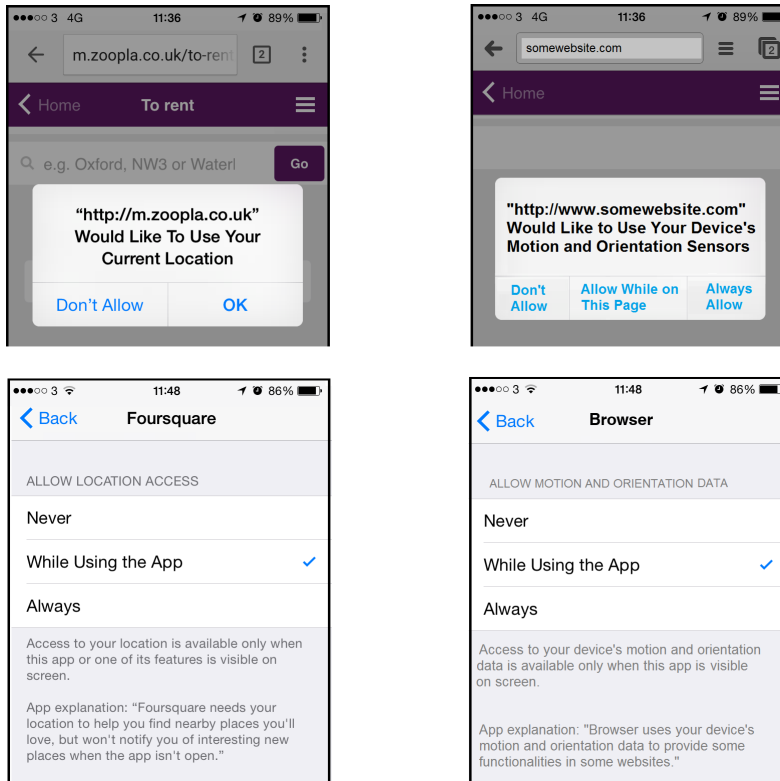 3 4G 11:36 89%
m.zoopla.co.uk/to-rent 2
Home To rent
e.g. Oxford, NW3 or Waterl Go
“http://m.zoopla.co.uk”
Would Like To Use Your
Current Location
Don’t Allow OK
3 4G 11:36 89%
somewebsite.com 2
Home
"http://www.somewebsite.com"
Would Like to Use Your Device's
Motion and Orientation Sensors
Don't Allow While on Always
Allow This Page Allow
3 11:48 86%
Back Foursquare
ALLOW LOCATION ACCESS
Never
While Using the App
Always
Access to your location is available only when
this app or one of its features is visible on
screen.
App explanation: “Foursquare needs your
location to help you find nearby places you'll
love, but won't notify you of interesting new
places when the app isn't open.”
3 11:48 86%
Back Browser
ALLOW MOTION AND ORIENTATION DATA
Never
While Using the App
Always
Access to your device's motion and orientation
data is available only when this app is visible
on screen.
App explanation: "Browser uses your device's
motion and orientation data to provide some
functionalities in some websites."